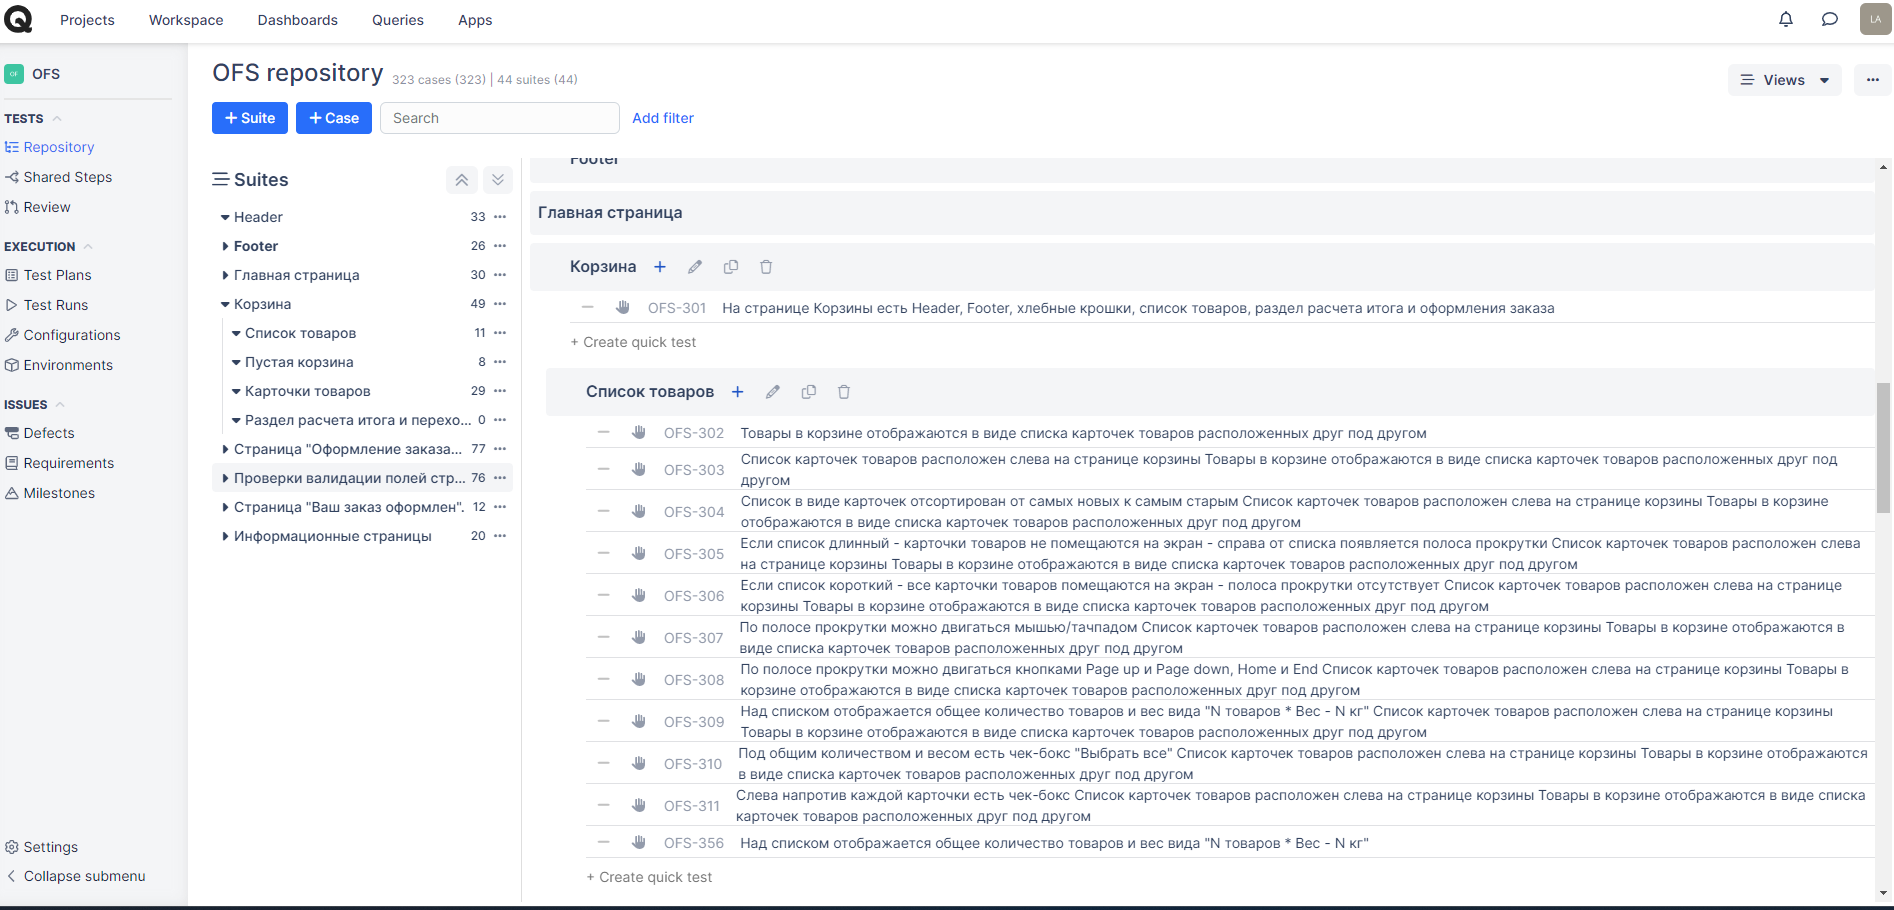 Projects Workspace Dashboards Queries Apps LA
OF OFS
TESTS
Repository
Shared Steps
Review
EXECUTION
Test Plans
Test Runs
Configurations
Environments
ISSUES
Defects
Requirements
Milestones
Settings
Collapse submenu
OFS repository 323 cases (323) | 44 suites (44)
Views
+ Suite + Case Search Add filter
Suites
Header 33
Footer 26
Главная страница 30
Корзина 49
Список товаров 11
Пустая корзина 8
Карточки товаров 29
Раздел расчета итога и перехо... 0
Страница "Оформление заказа... 77
Проверки валидации полей стр... 76
Страница "Ваш заказ оформлен". 12
Информационные страницы 20
Footer
Главная страница
Корзина
OFS-301 На странице Корзины есть Header, Footer, хлебные крошки, список товаров, раздел расчета итога и оформления заказа
+ Create quick test
Список товаров
OFS-302 Товары в корзине отображаются в виде списка карточек товаров расположенных друг под другом
OFS-303 Список карточек товаров расположен слева на странице корзины Товары в корзине отображаются в виде списка карточек товаров расположенных друг под
другом
OFS-304 Список в виде карточек отсортирован от самых новых к самым старым Список карточек товаров расположен слева на странице корзины Товары в корзине
отображаются в виде списка карточек товаров расположенных друг под другом
OFS-305 Если список длинный - карточки товаров не помещаются на экран - справа от списка появляется полоса прокрутки Список карточек товаров расположен слева
на странице корзины Товары в корзине отображаются в виде списка карточек товаров расположенных друг под другом
OFS-306 Если список короткий - все карточки товаров помещаются на экран - полоса прокрутки отсутствует Список карточек товаров расположен слева на странице
корзины Товары в корзине отображаются в виде списка карточек товаров расположенных друг под другом
OFS-307 По полосе прокрутки можно двигаться мышью/тачпадом Список карточек товаров расположен слева на странице корзины Товары в корзине отображаются в
виде списка карточек товаров расположенных друг под другом
OFS-308 По полосе прокрутки можно двигаться кнопками Page up и Page down, Home и End Список карточек товаров расположен слева на странице корзины Товары в
корзине отображаются в виде списка карточек товаров расположенных друг под другом
OFS-309 Над списком отображается общее количество товаров и вес вида "N товаров * Вес - N кг" Список карточек товаров расположен слева на странице корзины
Товары в корзине отображаются в виде списка карточек товаров расположенных друг под другом
OFS-310 Под общим количеством и весом есть чек-бокс "Выбрать все" Список карточек товаров расположен слева на странице корзины Товары в корзине отображаются
в виде списка карточек товаров расположенных друг под другом
OFS-311 Слева напротив каждой карточки есть чек-бокс Список карточек товаров расположен слева на странице корзины Товары в корзине отображаются в виде списка
карточек товаров расположенных друг под другом
OFS-356 Над списком отображается общее количество товаров и вес вида "N товаров * Вес - N кг"
+ Create quick test